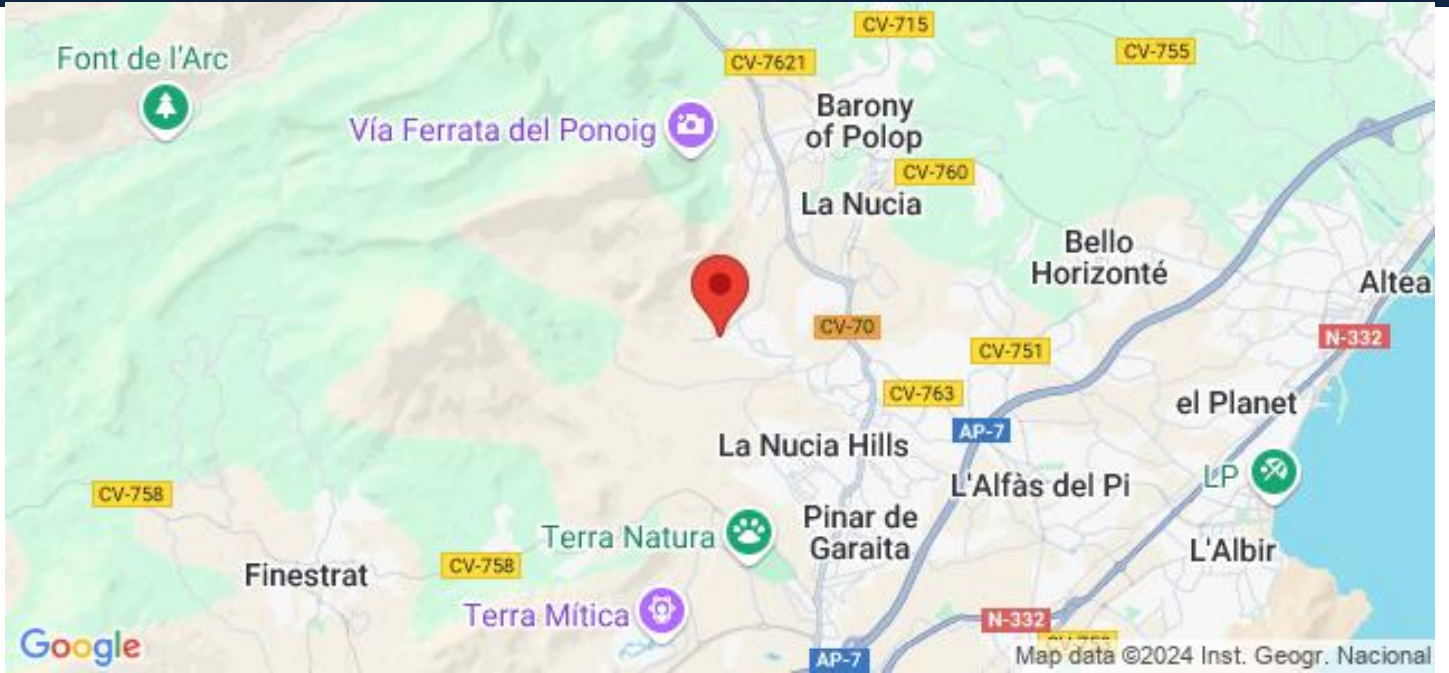 CV-715
Font de l'Arc
CV-755
CV-7621
Barony
of Polop
Vía Ferrata del Ponoig
CV-760
La Nucia
Bello
Horizonté
Altea
CV-70
N-332
CV-751
CV-763
el Planet
AP-7
La Nucia Hills
LP
L'Alfàs del Pi
CV-758
Pinar de
Garaita
Terra Natura
L'Albir
CV-758
Finestrat
Terra Mítica
N-332
Google
AP-7
Map data ©2024 Inst. Geogr. Nacional